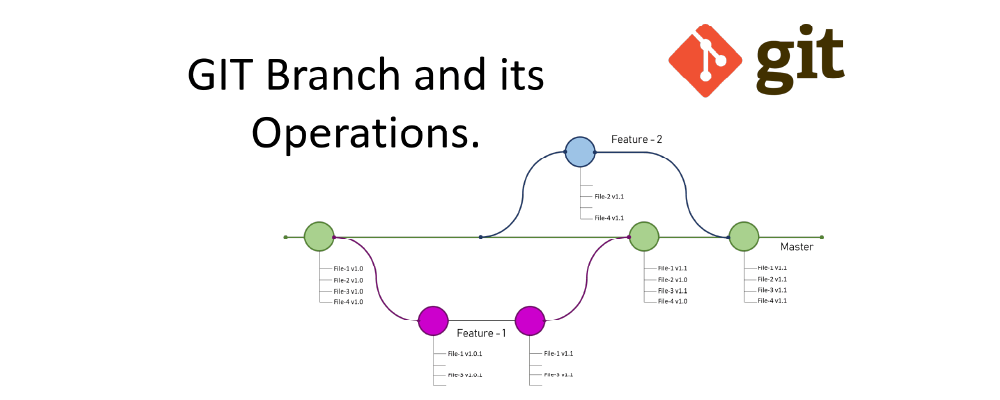 GIT Branch and its
Operations.
git
Feature - 2
File-2 v1.1
File-4 v1.1
Master
File-1 v1.0
File-2 v1.0
File-3 v1.0
File-4 v1.0
File-1 v1.1
File-2 v1.0
File-3 v1.1
File-4 v1.0
File-1 v1.1
File-2 v1.1
File-3 v1.1
File-4 v1.1
Feature - 1
File-1 v1.0.1
File-3 v1.0.1
File-1 v1.1
File-3 v1.1